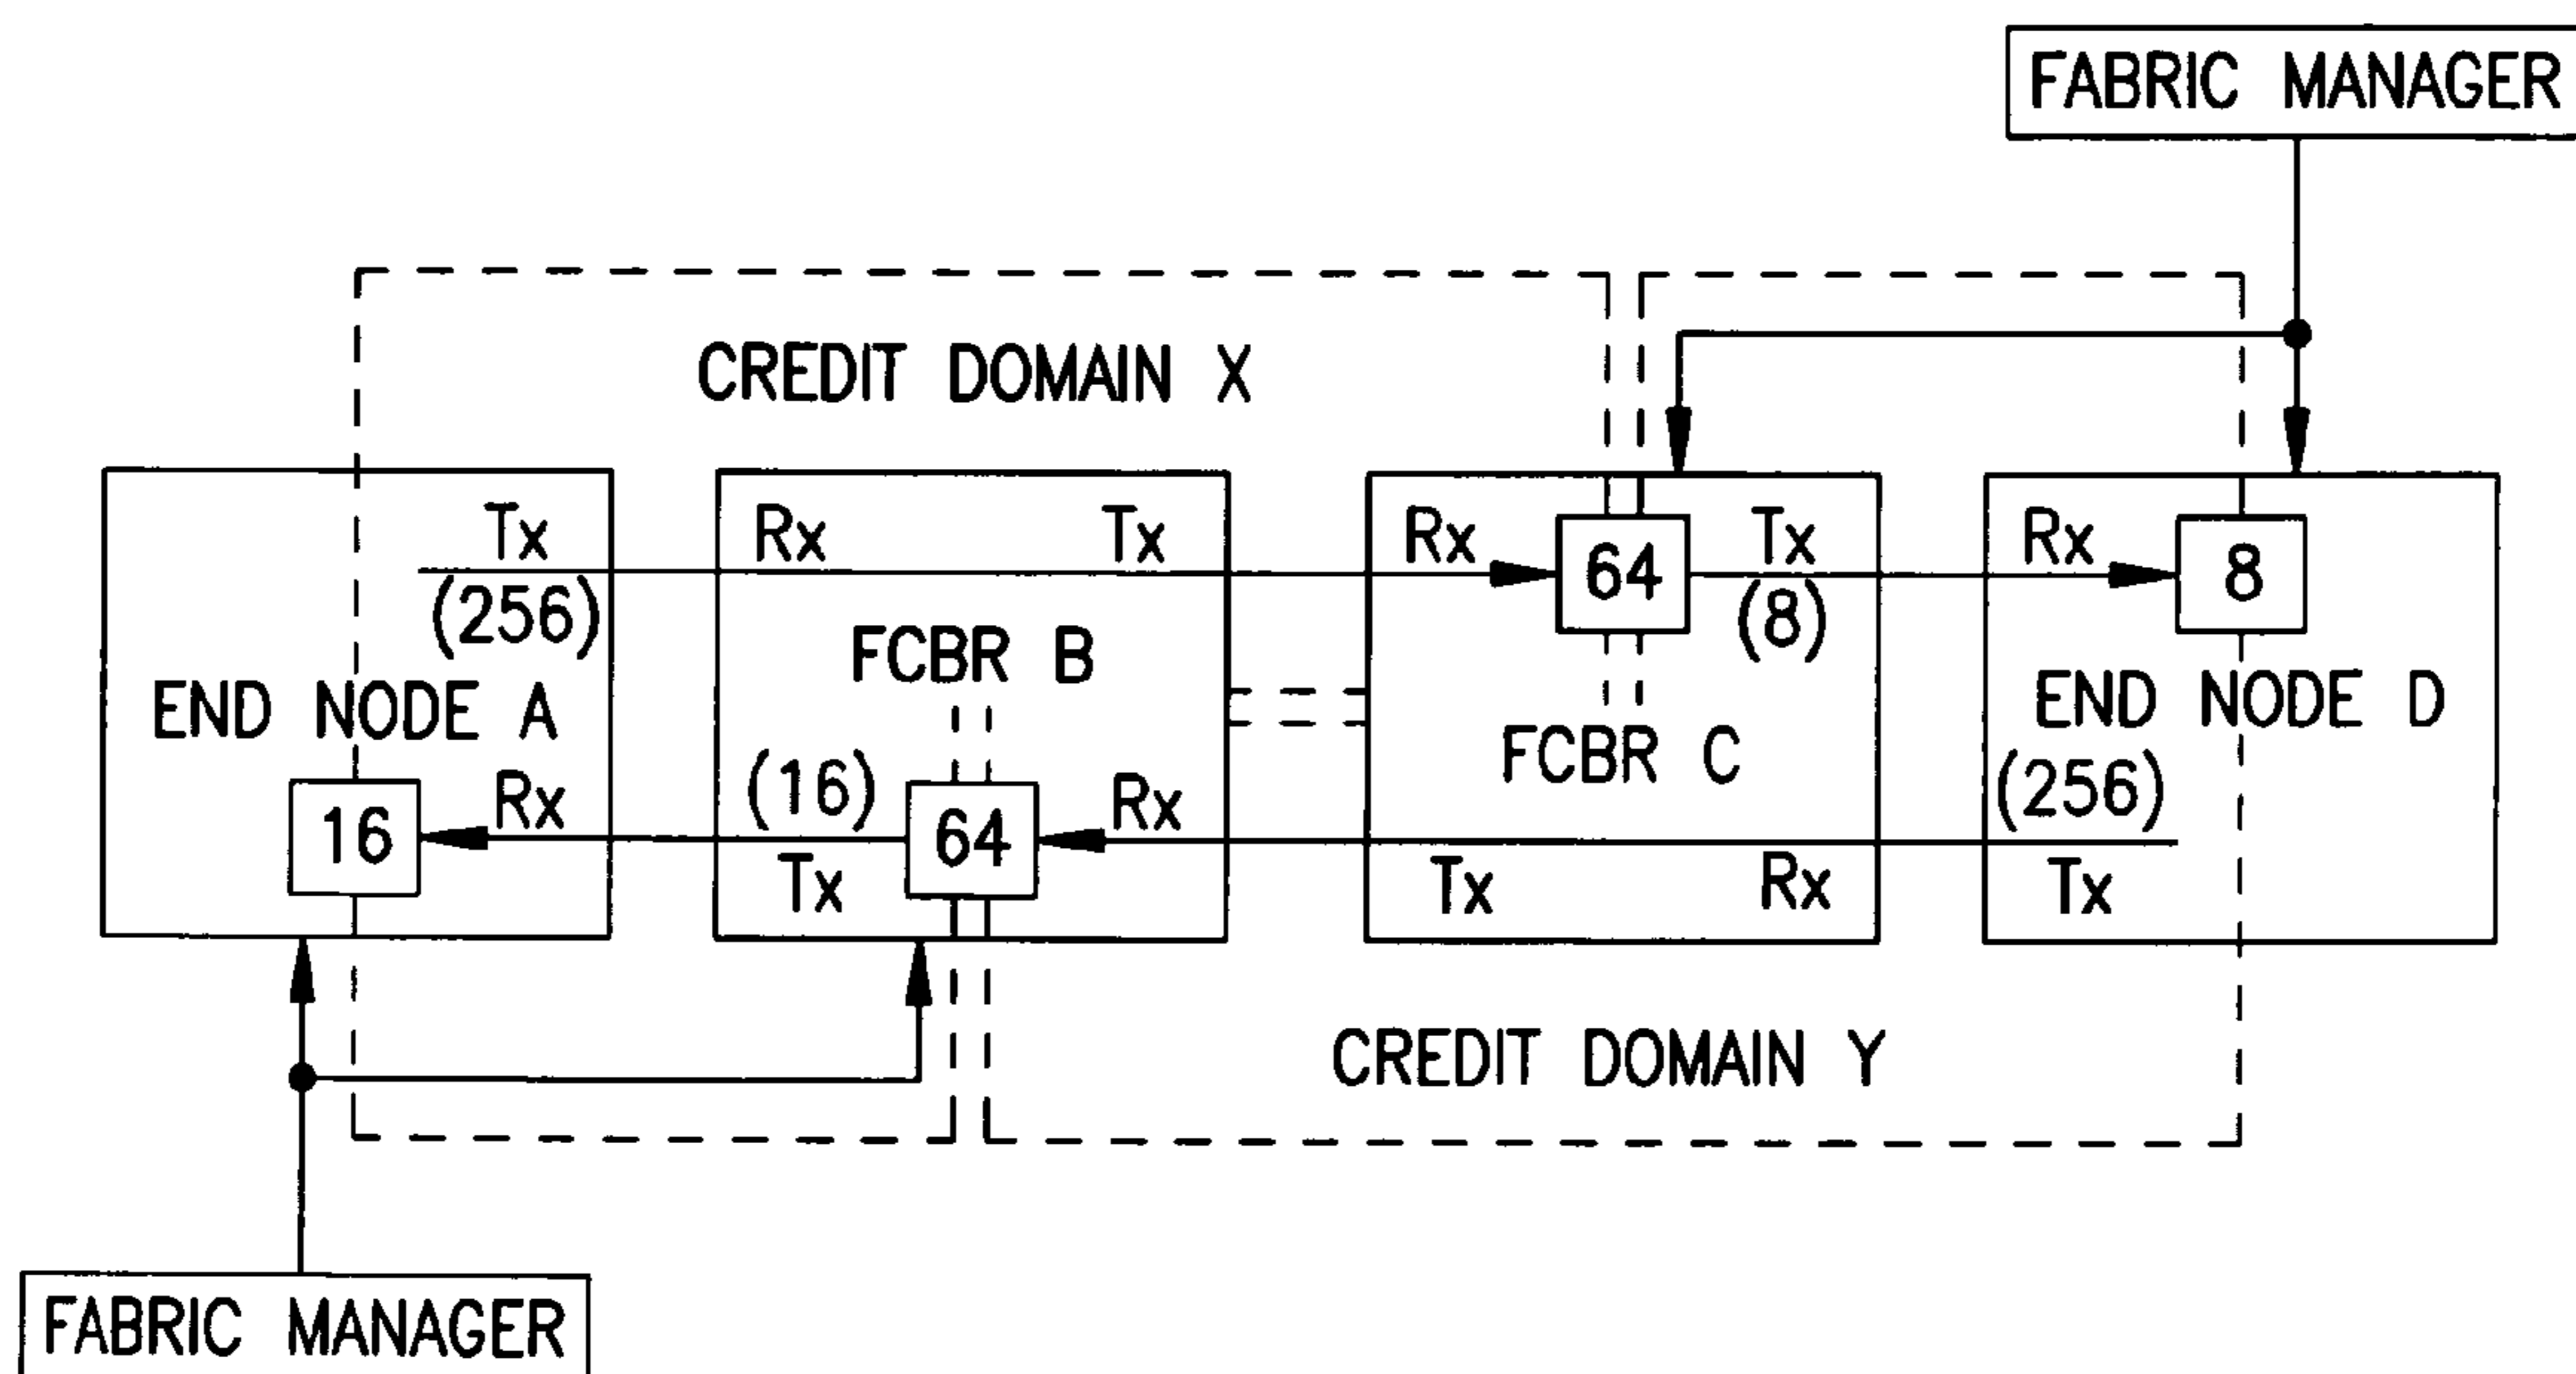 FABRIC MANAGER
CREDIT DOMAIN X
Tx
(256)
END NODE A
16
Rx
Rx
Tx
FCBR B
(16)
Tx
64
Rx
Rx
64
Tx
(8)
FCBR C
Tx
Rx
Rx
8
END NODE D
(256)
Tx
CREDIT DOMAIN Y
FABRIC MANAGER